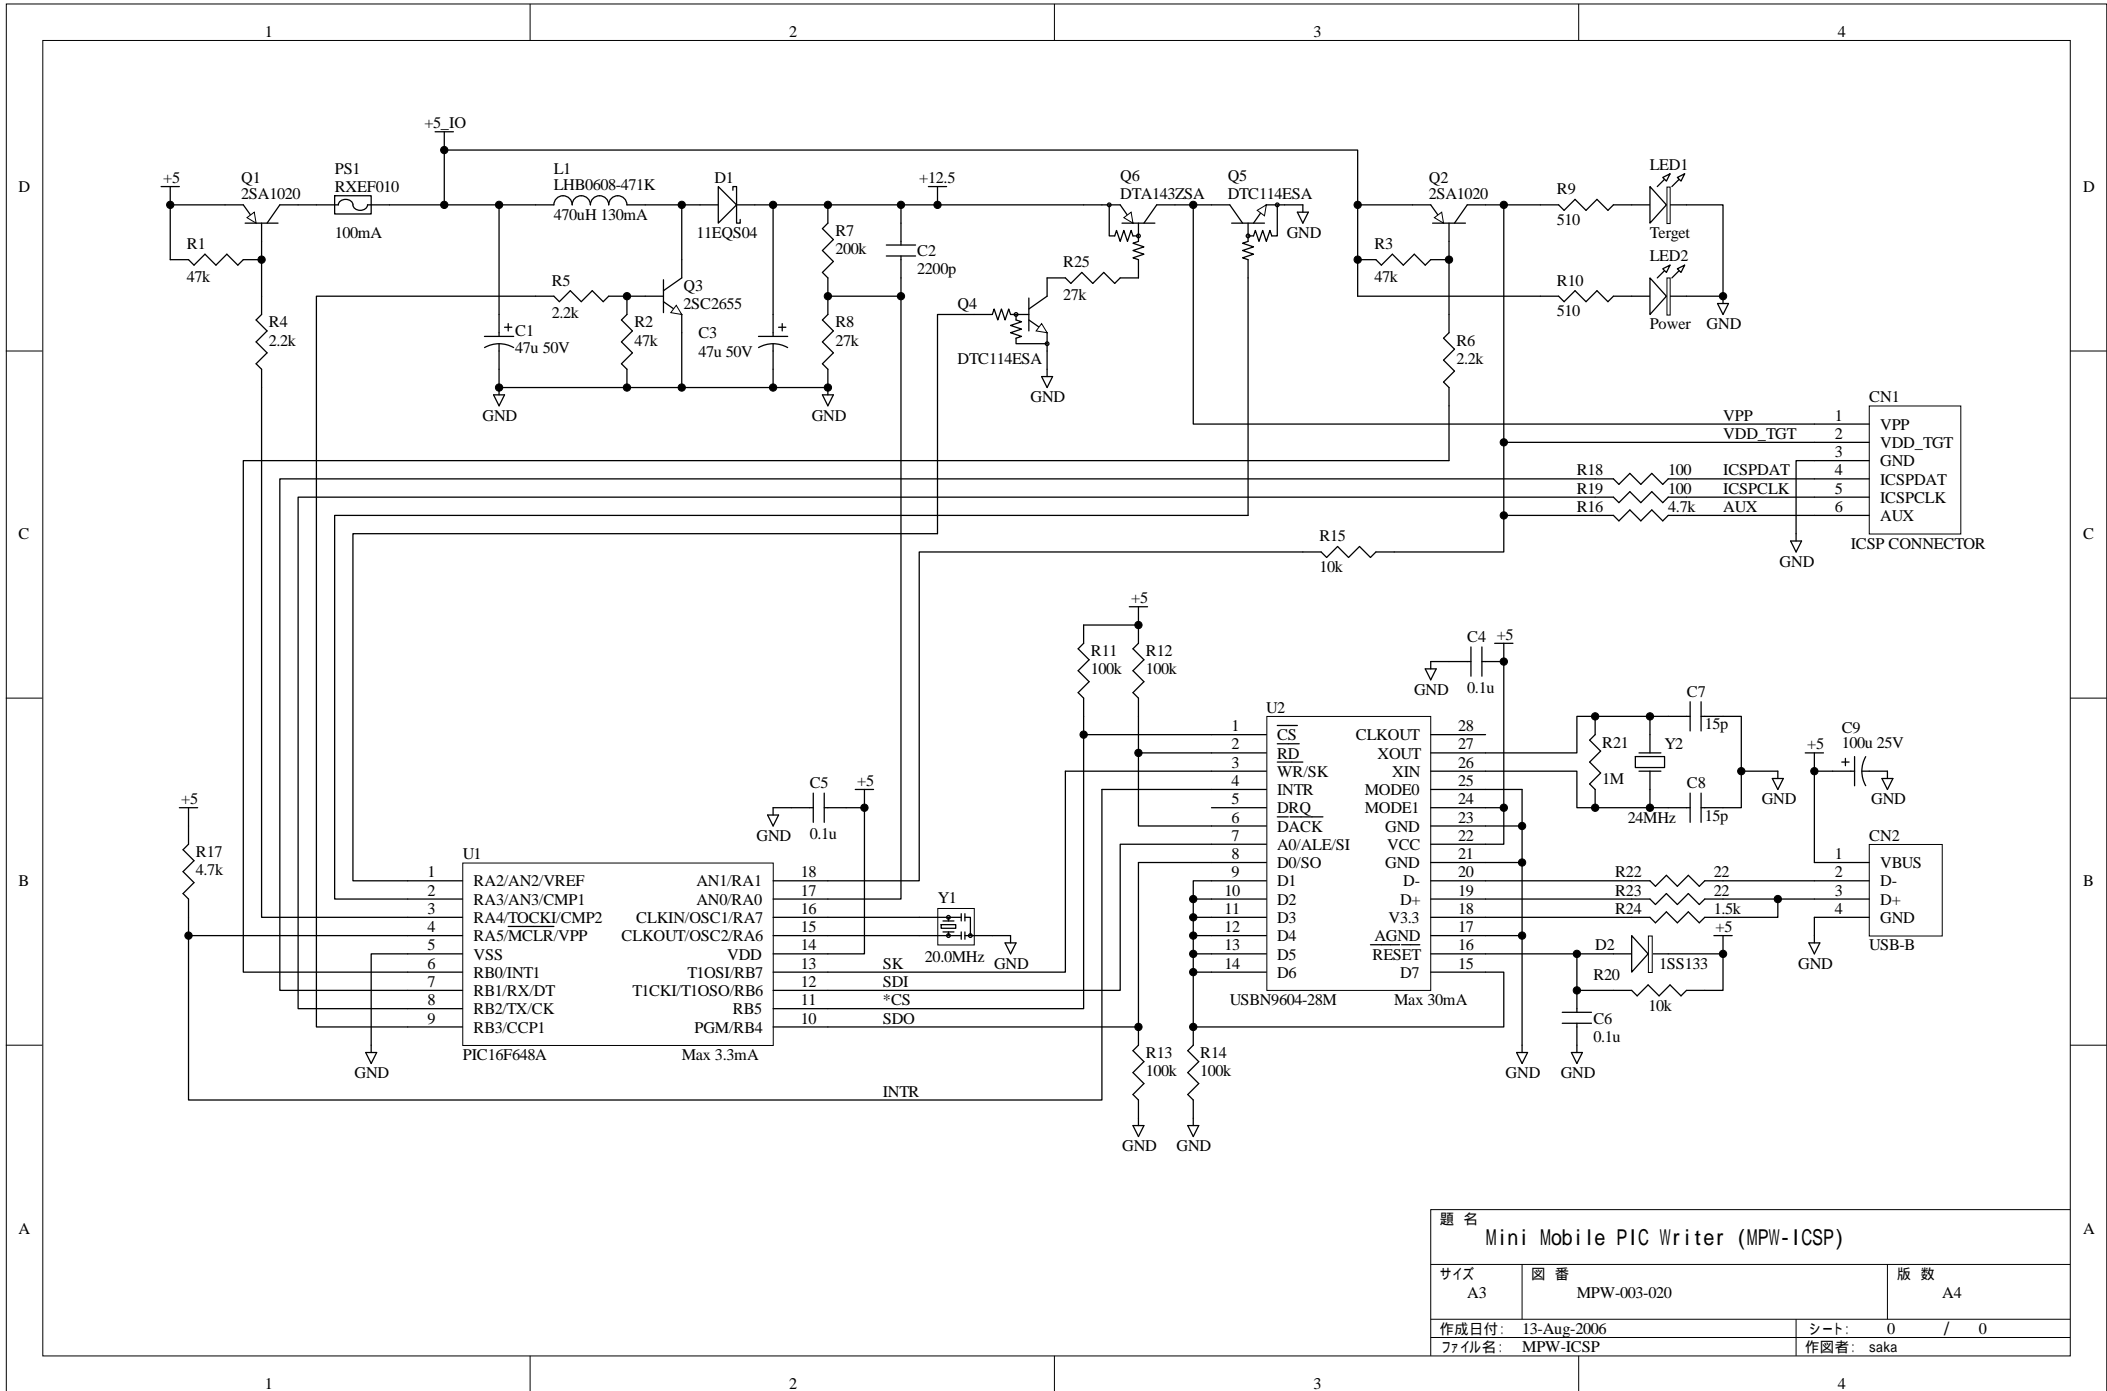 1
2
3
4
D
D
C
C
B
B
A
A
+5_IO
+5
Q1
2SA1020
PS1
RXEF010
100mA
R1
47k
R4
2.2k
L1
LHB0608-471K
470uH 130mA
D1
11EQS04
R5
2.2k
R2
47k
Q3
2SC2655
C1
47u 50V
C3
47u 50V
R7
200k
R8
27k
C2
2200p
+12.5
GND
GND
Q4
DTC114ESA
GND
R25
27k
Q6
DTA143ZSA
Q5
DTC114ESA
GND
Q2
2SA1020
R3
47k
R6
2.2k
R9
510
LED1
Terget
R10
510
LED2
Power
GND
CN1
VPP 1 VPP
VDD_TGT 2 VDD_TGT
3 GND
R18 100 ICSPDAT 4 ICSPDAT
R19 100 ICSPCLK 5 ICSPCLK
R16 4.7k AUX 6 AUX
ICSP CONNECTOR
GND
R15
10k
+5
R11
100k
R12
100k
C4
0.1u
+5
GND
U2
1 CS CLKOUT 28
2 RD XOUT 27
3 WR/SK XIN 26
4 INTR MODE0 25
5 DRQ MODE1 24
6 DACK GND 23
7 A0/ALE/SI VCC 22
8 D0/SO GND 21
9 D1 D- 20
10 D2 D+ 19
11 D3 V3.3 18
12 D4 AGND 17
13 D5 RESET 16
14 D6 D7 15
USBN9604-28M Max 30mA
R21
1M
Y2
24MHz
C7
15p
C8
15p
GND
+5
C9
100u 25V
GND
CN2
1 VBUS
R22 22 2 D-
R23 22 3 D+
R24 1.5k 4 GND
USB-B
GND
+5
D2
1SS133
R20
10k
C6
0.1u
GND
GND
+5
R17
4.7k
C5
0.1u
+5
GND
U1
1 RA2/AN2/VREF AN1/RA1 18
2 RA3/AN3/CMP1 AN0/RA0 17
3 RA4/TOCKI/CMP2 CLKIN/OSC1/RA7 16
4 RA5/MCLR/VPP CLKOUT/OSC2/RA6 15
5 VSS VDD 14
6 RB0/INT1 T1OSI/RB7 13 SK
7 RB1/RX/DT T1CKI/T1OSO/RB6 12 SDI
8 RB2/TX/CK RB5 11 *CS
9 RB3/CCP1 PGM/RB4 10 SDO
PIC16F648A Max 3.3mA
GND
Y1
20.0MHz
GND
INTR
R13
100k
R14
100k
GND
GND
題 名
Mini Mobile PIC Writer (MPW-ICSP)
サイズ
A3
図 番
MPW-003-020
版 数
A4
作成日付: 13-Aug-2006
シート: 0 / 0
ファイル名: MPW-ICSP
作図者: saka
1
2
3
4